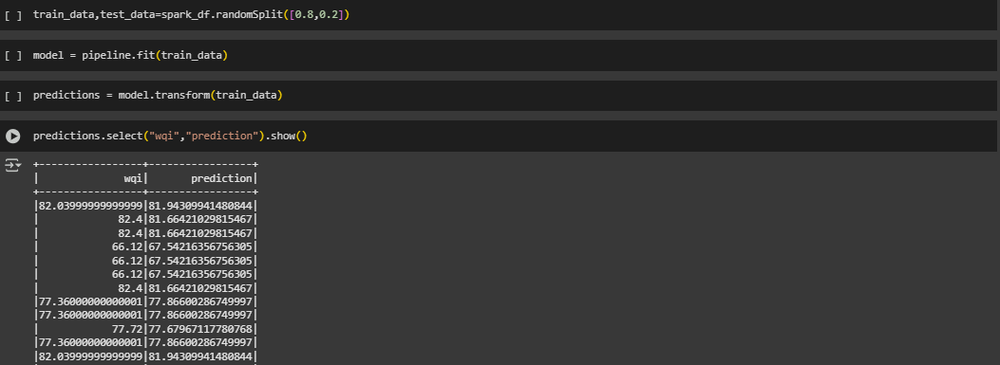 [ ] train_data,test_data=spark_df.randomSplit([0.8,0.2])
[ ] model = pipeline.fit(train_data)
[ ] predictions = model.transform(train_data)
predictions.select("wqi","prediction").show()
+-----------------+-----------------+
|              wqi|       prediction|
+-----------------+-----------------+
|82.03999999999999|81.94309941480844|
|             82.4|81.66421029815467|
|             82.4|81.66421029815467|
|            66.12|67.54216356756305|
|            66.12|67.54216356756305|
|            66.12|67.54216356756305|
|             82.4|81.66421029815467|
|77.36000000000001|77.86600286749997|
|77.36000000000001|77.86600286749997|
|            77.72|77.67967117780768|
|77.36000000000001|77.86600286749997|
|82.03999999999999|81.94309941480844|